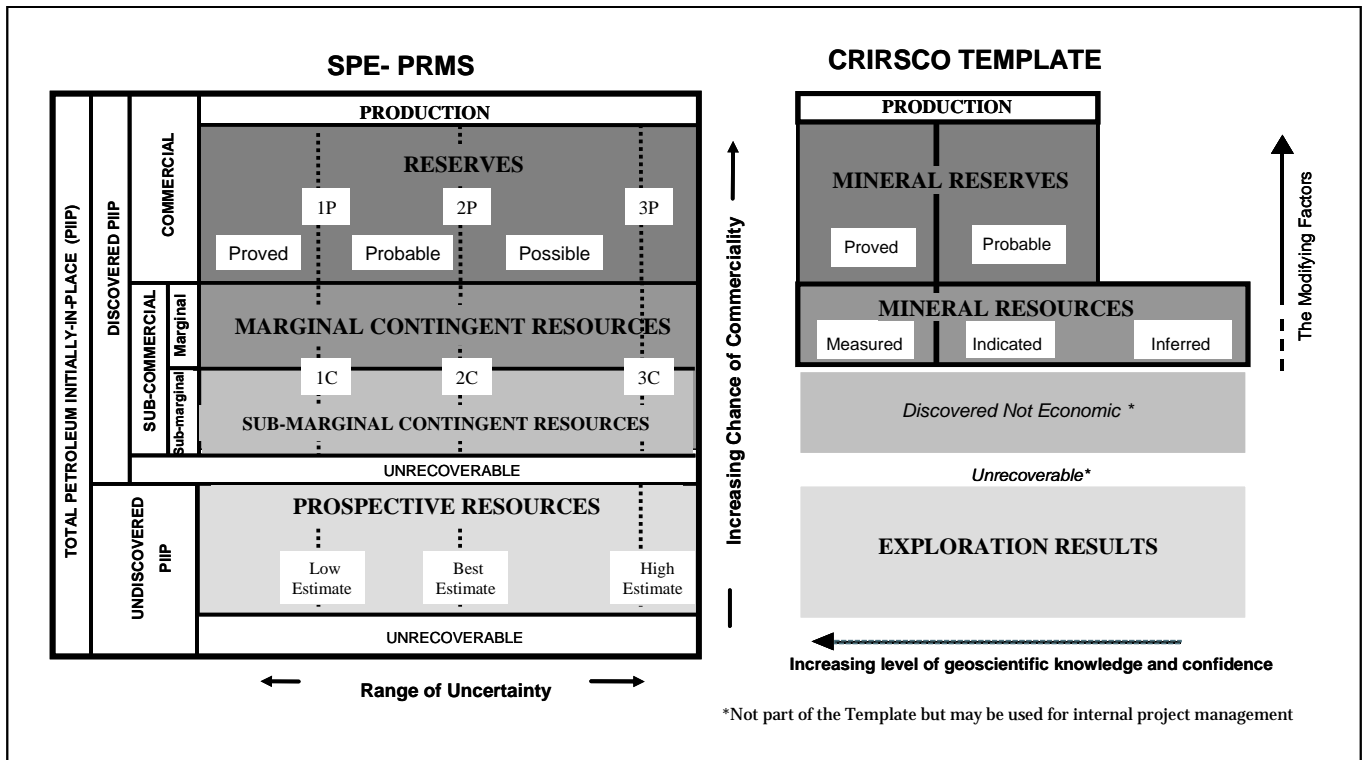 SPE- PRMS
TOTAL PETROLEUM INITIALLY-IN-PLACE (PIIP)
DISCOVERED PIIP
UNDISCOVERED
PIIP
COMMERCIAL
SUB-COMMERCIAL
Marginal
Sub-marginal
PRODUCTION
RESERVES
1P
2P
3P
Proved
Probable
Possible
MARGINAL CONTINGENT RESOURCES
1C
2C
3C
SUB-MARGINAL CONTINGENT RESOURCES
UNRECOVERABLE
PROSPECTIVE RESOURCES
Low
Estimate
Best
Estimate
High
Estimate
UNRECOVERABLE
Range of Uncertainty
Increasing Chance of Commerciality
CRIRSCO TEMPLATE
PRODUCTION
MINERAL RESERVES
Proved
Probable
MINERAL RESOURCES
Measured
Indicated
Inferred
Discovered Not Economic *
Unrecoverable*
EXPLORATION RESULTS
The Modifying Factors
Increasing level of geoscientific knowledge and confidence
*Not part of the Template but may be used for internal project management